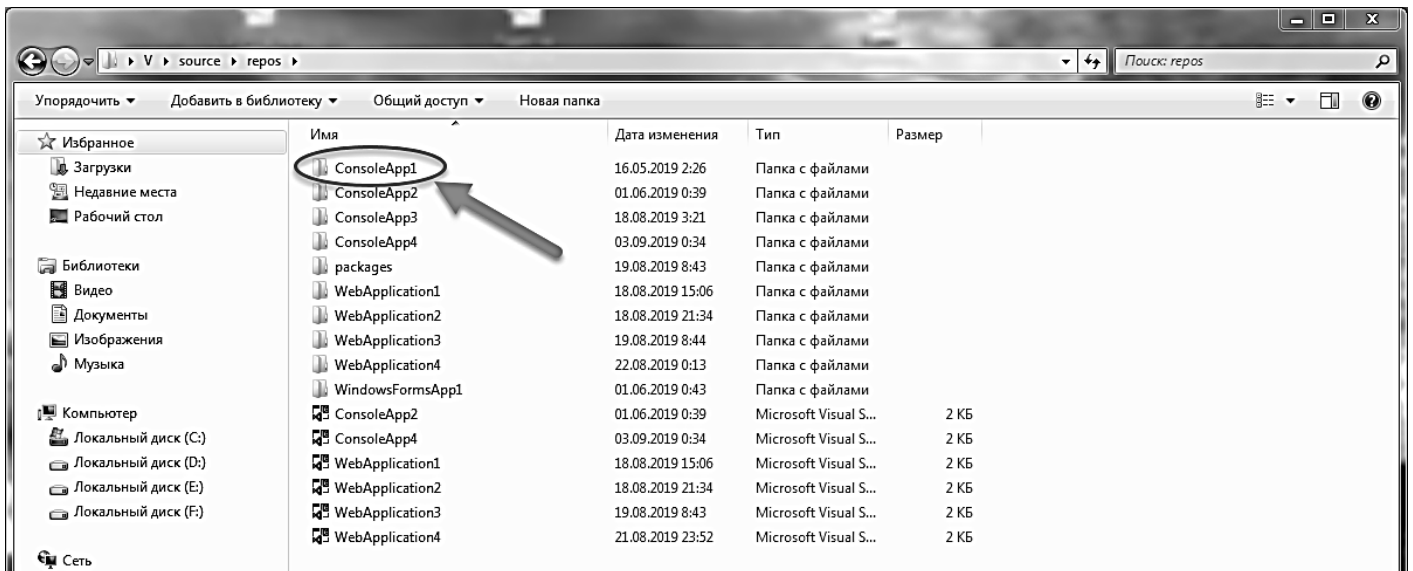 V source repos
Поиск: repos
Упорядочить Добавить в библиотеку Общий доступ Новая папка
Имя Дата изменения Тип Размер
Избранное
Загрузки
Недавние места
Рабочий стол
Библиотеки
Видео
Документы
Изображения
Музыка
Компьютер
Локальный диск (C:)
Локальный диск (D:)
Локальный диск (E:)
Локальный диск (F:)
Сеть
ConsoleApp1 16.05.2019 2:26 Папка с файлами
ConsoleApp2 01.06.2019 0:39 Папка с файлами
ConsoleApp3 18.08.2019 3:21 Папка с файлами
ConsoleApp4 03.09.2019 0:34 Папка с файлами
packages 19.08.2019 8:43 Папка с файлами
WebApplication1 18.08.2019 15:06 Папка с файлами
WebApplication2 18.08.2019 21:34 Папка с файлами
WebApplication3 19.08.2019 8:44 Папка с файлами
WebApplication4 22.08.2019 0:13 Папка с файлами
WindowsFormsApp1 01.06.2019 0:43 Папка с файлами
ConsoleApp2 01.06.2019 0:39 Microsoft Visual S... 2 КБ
ConsoleApp4 03.09.2019 0:34 Microsoft Visual S... 2 КБ
WebApplication1 18.08.2019 15:06 Microsoft Visual S... 2 КБ
WebApplication2 18.08.2019 21:34 Microsoft Visual S... 2 КБ
WebApplication3 19.08.2019 8:43 Microsoft Visual S... 2 КБ
WebApplication4 21.08.2019 23:52 Microsoft Visual S... 2 КБ